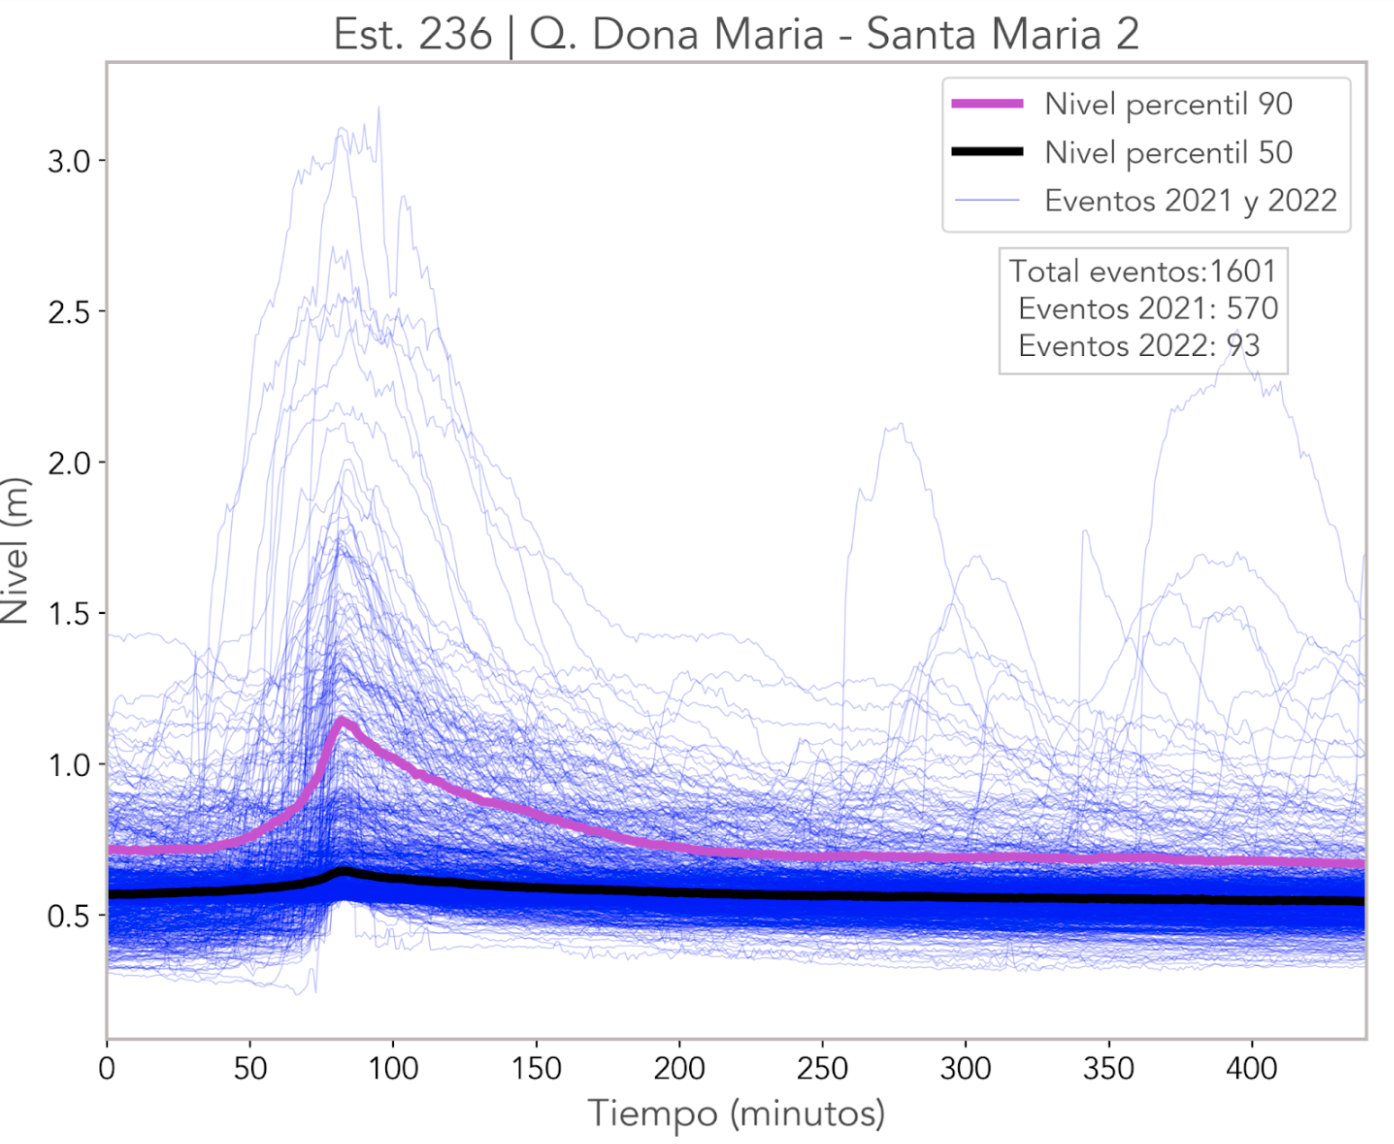 Est. 236 | Q. Dona Maria - Santa Maria 2
Nivel percentil 90
Nivel percentil 50
Eventos 2021 y 2022
Total eventos:1601
Eventos 2021: 570
Eventos 2022: 93
3.0
2.5
2.0
1.5
1.0
0.5
Nivel (m)
0 50 100 150 200 250 300 350 400
Tiempo (minutos)